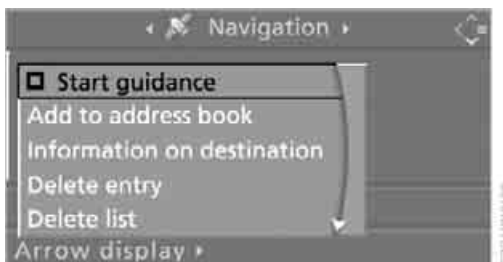 Navigation
Start guidance
Add to address book
Information on destination
Delete entry
Delete list
Arrow display